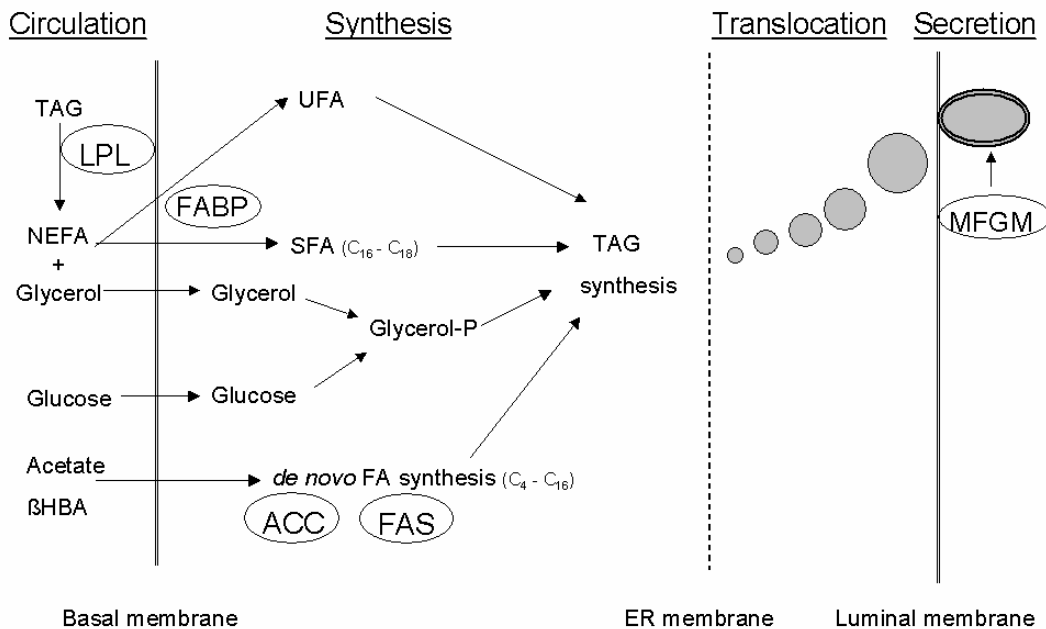 Circulation
Synthesis
Translocation
Secretion
TAG
UFA
LPL
FABP
MFGM
NEFA
SFA (C16 - C18)
TAG
synthesis
+
Glycerol
Glycerol
Glycerol-P
Glucose
Glucose
Acetate
de novo FA synthesis (C4 - C16)
ßHBA
ACC
FAS
Basal membrane
ER membrane
Luminal membrane